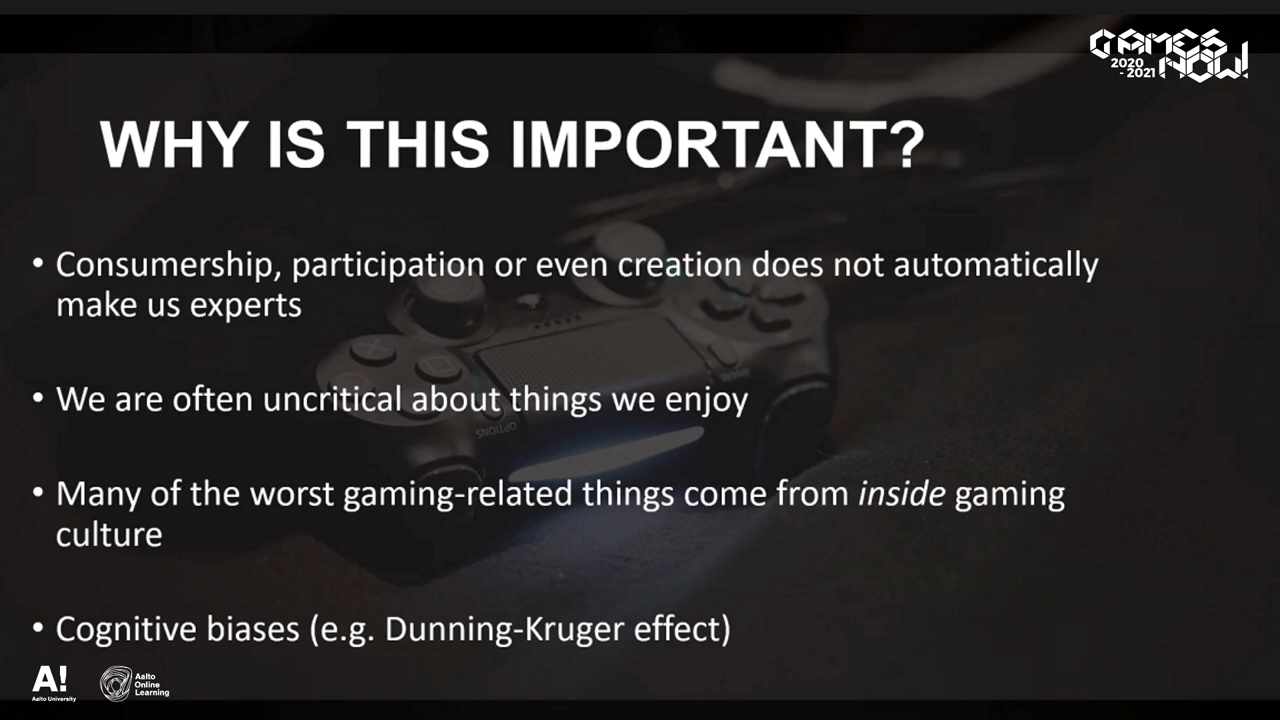 GAMES
2020
- 2021 NOW!
WHY IS THIS IMPORTANT?
• Consumership, participation or even creation does not automatically
make us experts
• We are often uncritical about things we enjoy
OPTIONS
• Many of the worst gaming-related things come from inside gaming
culture
• Cognitive biases (e.g. Dunning-Kruger effect)
A!
Aalto University
Aalto
Online
Learning